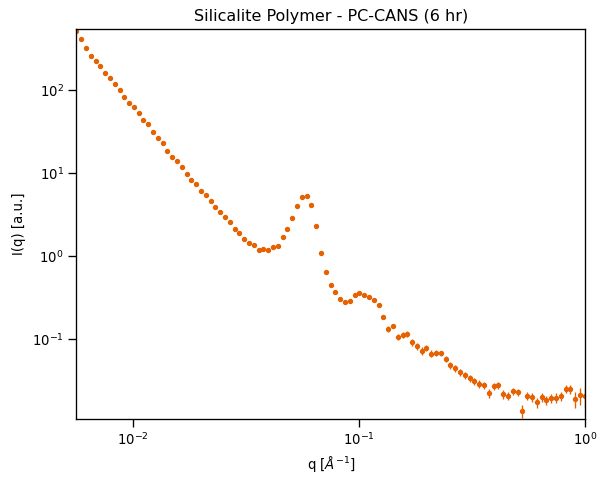 Silicalite Polymer - PC-CANS (6 hr)
I(q) [a.u.]
10²
10¹
10⁰
10⁻¹
10⁻²
10⁻¹
10⁰
q [Å⁻¹]